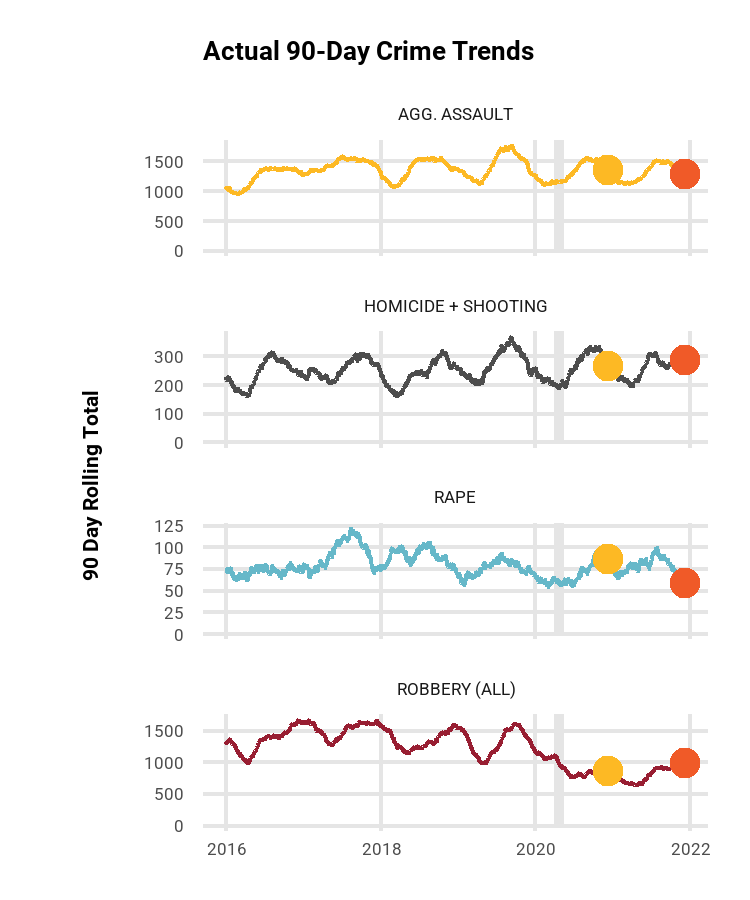 Actual 90-Day Crime Trends
AGG. ASSAULT
1500
1000
500
0
HOMICIDE + SHOOTING
300
200
100
0
90 Day Rolling Total
RAPE
125
100
75
50
25
0
ROBBERY (ALL)
1500
1000
500
0
2016 2018 2020 2022